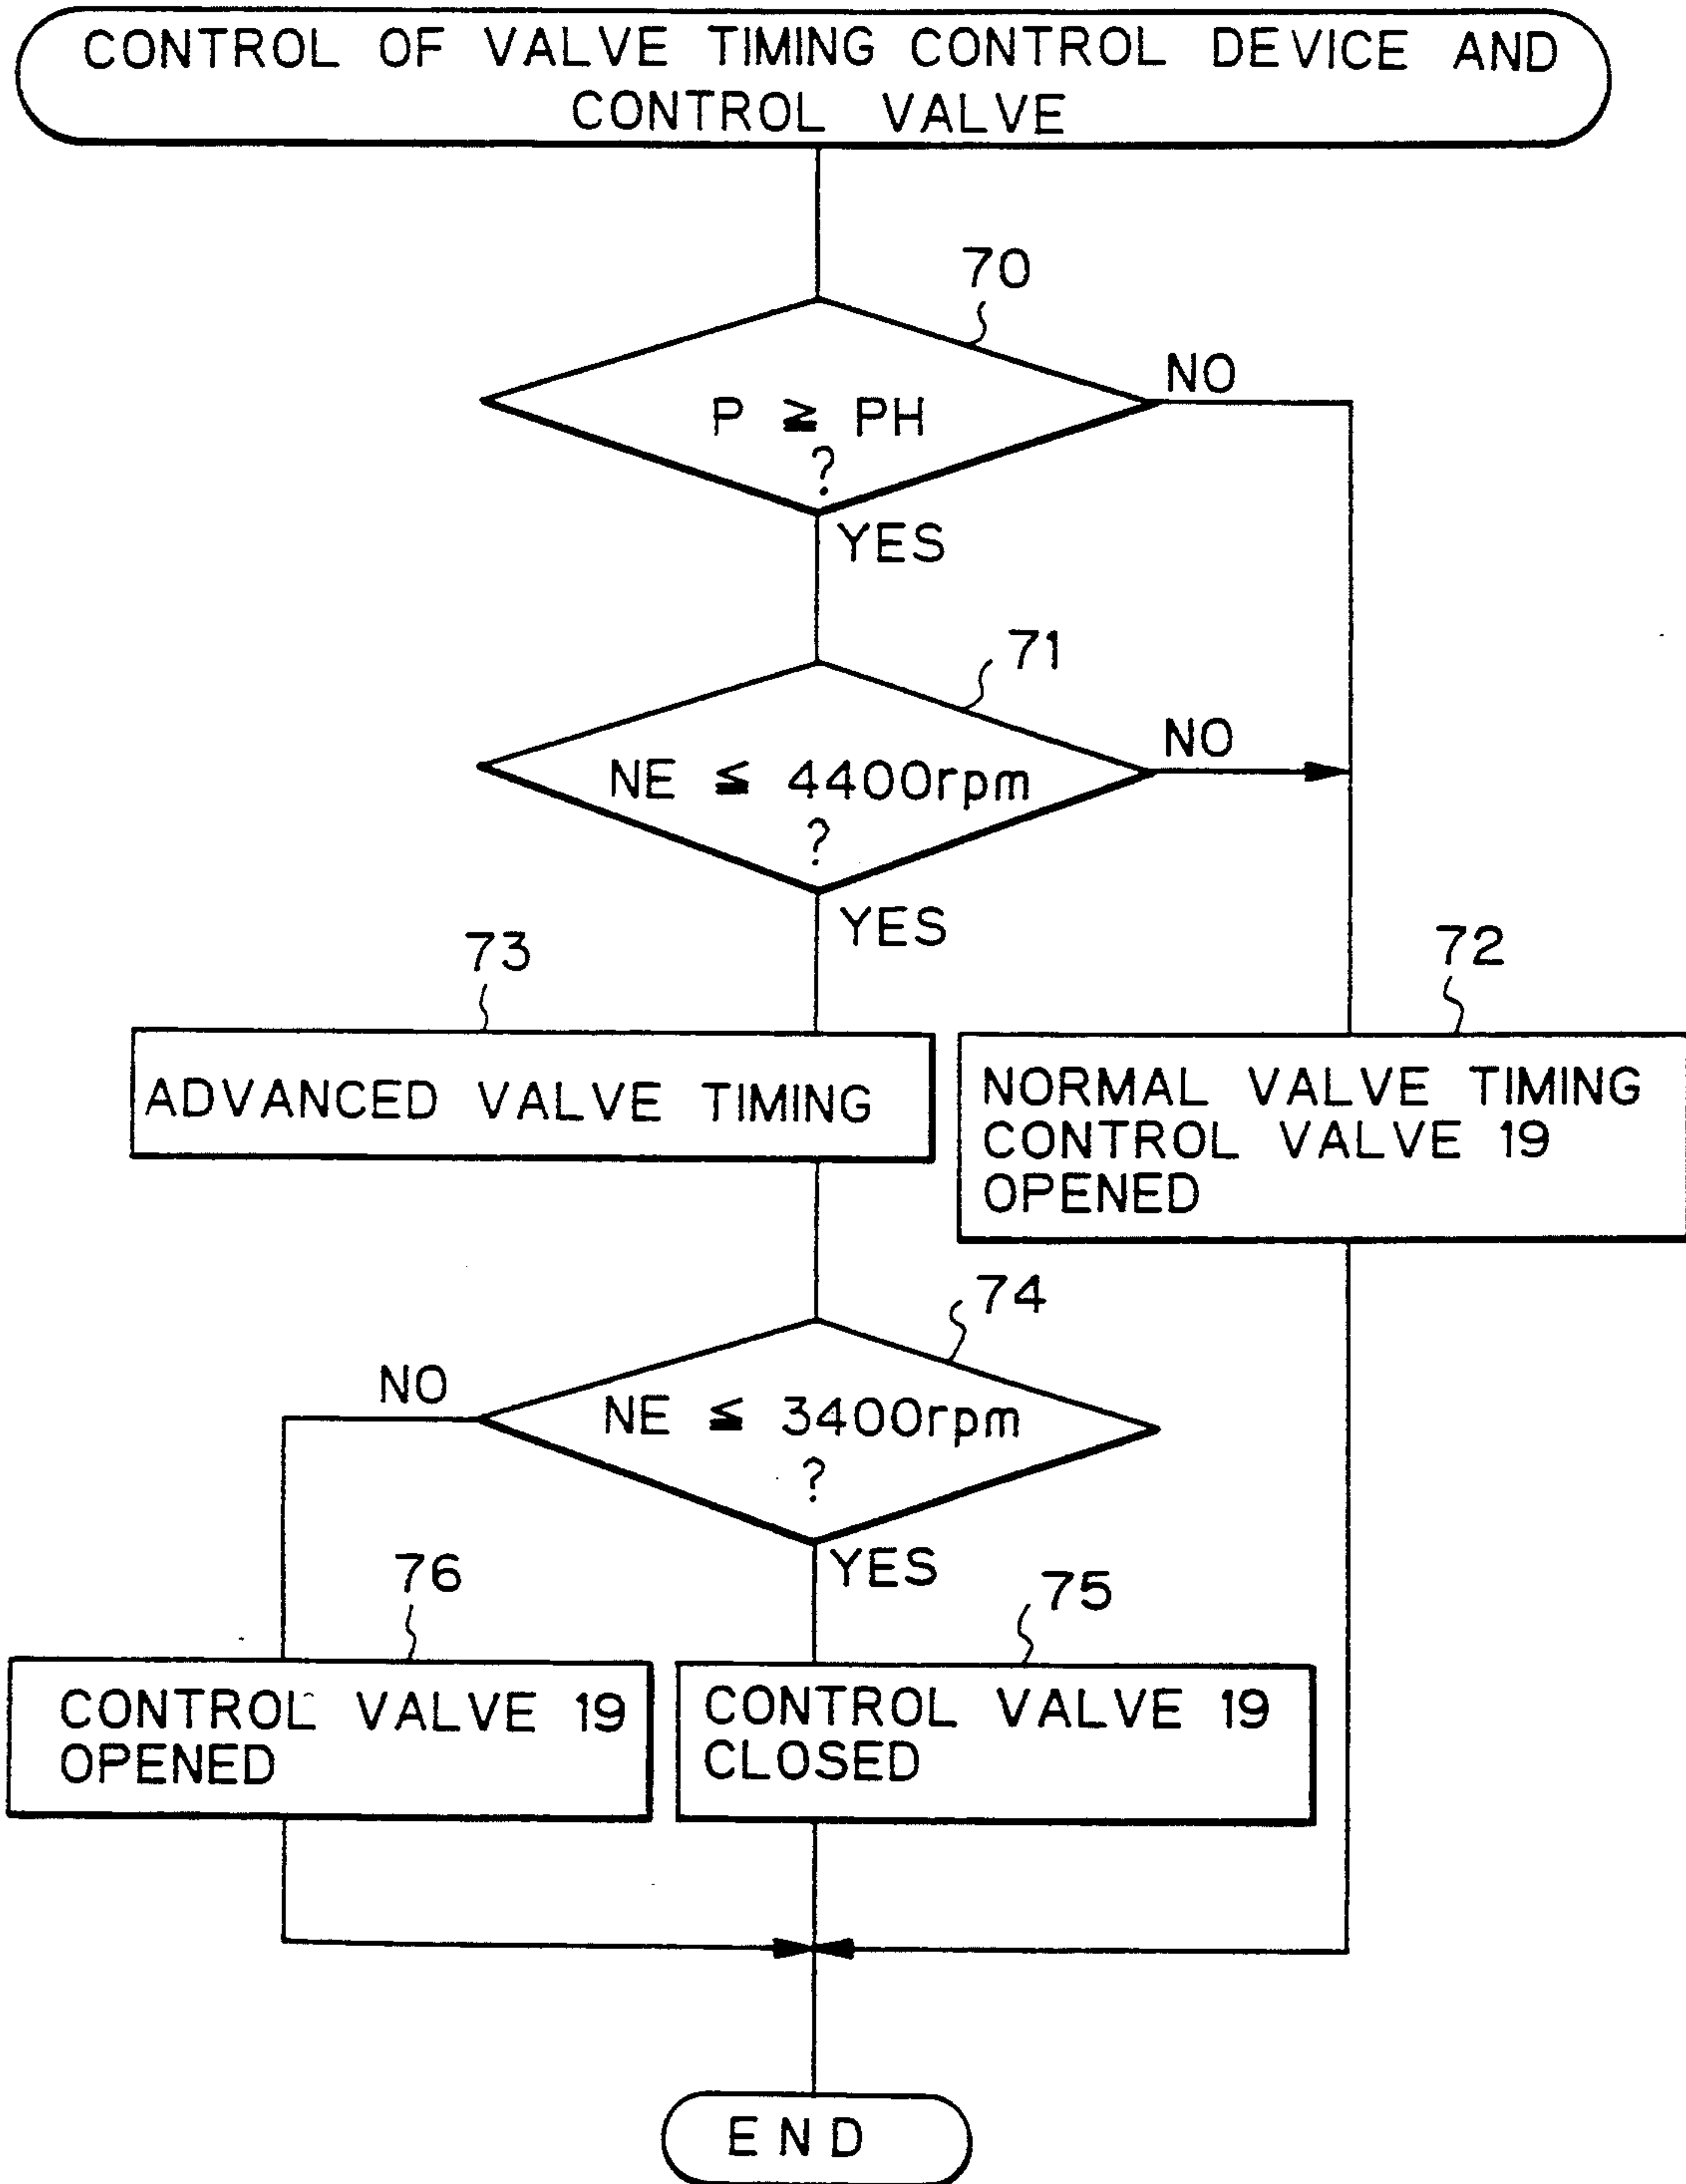 CONTROL OF VALVE TIMING CONTROL DEVICE AND
CONTROL VALVE
70
P ≧ PH
?
NO
YES
71
NE ≦ 4400rpm
?
NO
YES
73
ADVANCED VALVE TIMING
72
NORMAL VALVE TIMING
CONTROL VALVE 19
OPENED
74
NE ≦ 3400rpm
?
NO
YES
76
CONTROL VALVE 19
OPENED
75
CONTROL VALVE 19
CLOSED
END